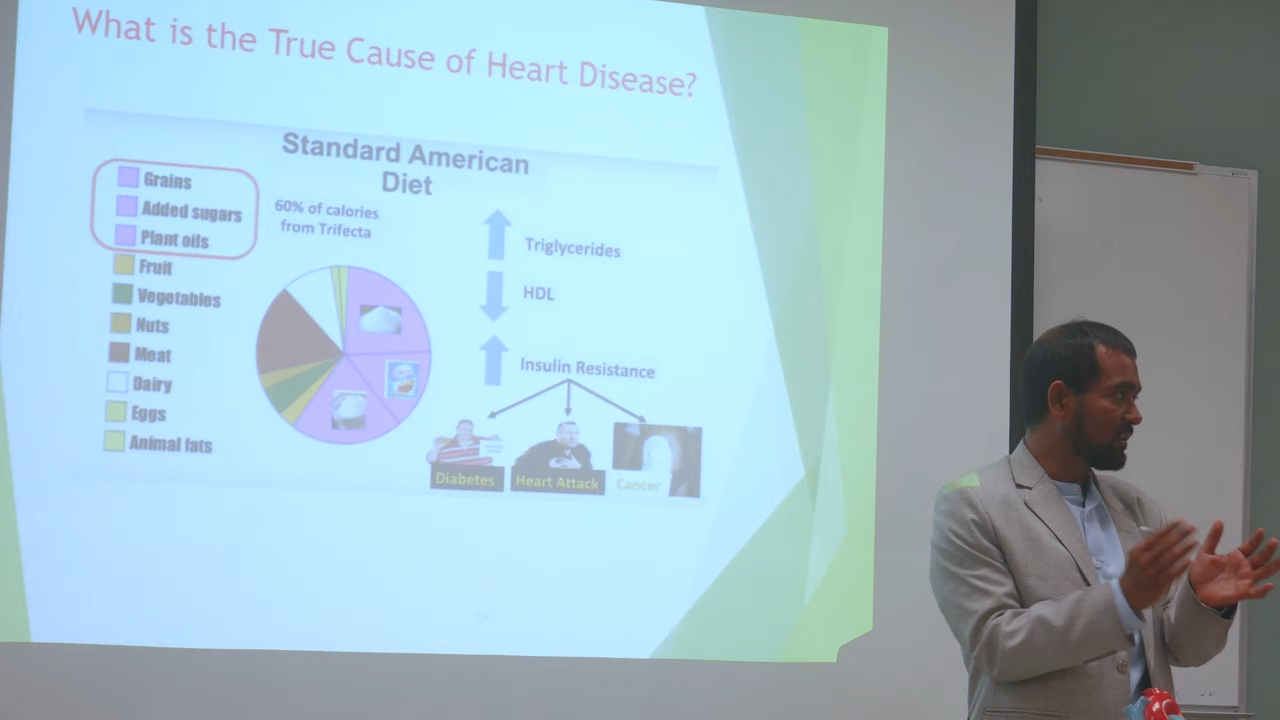 What is the True Cause of Heart Disease?
Standard American
Diet
Grains
Added sugars
Plant oils
Fruit
Vegetables
Nuts
Meat
Dairy
Eggs
Animal fats
60% of calories
from Trifecta
Triglycerides
HDL
Insulin Resistance
Diabetes
Heart Attack
Cancer